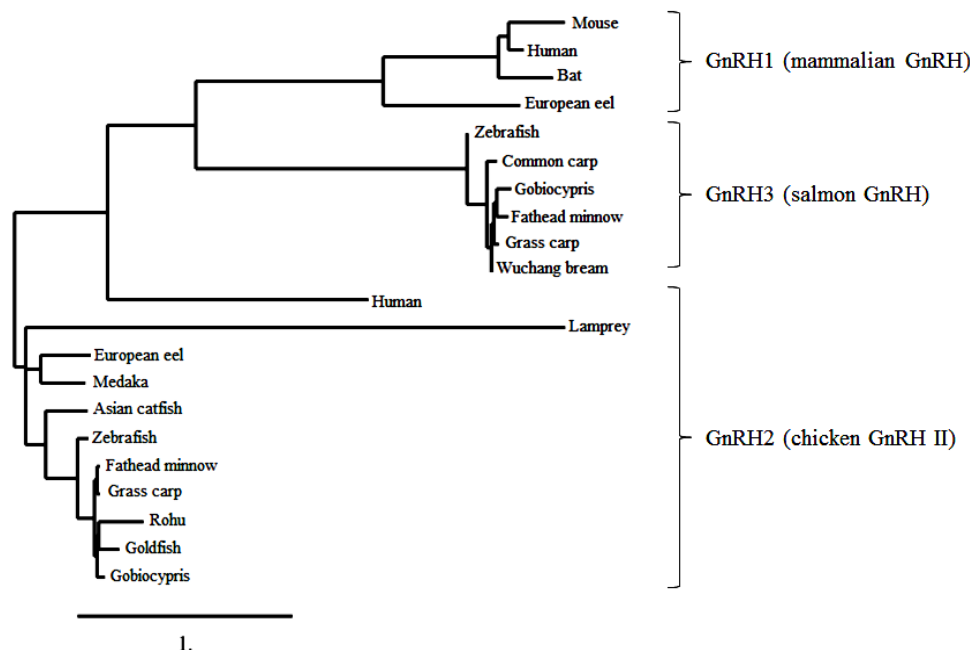 Mouse
Human
Bat
European eel
GnRH1 (mammalian GnRH)
Zebrafish
Common carp
Gobiocypris
Fathead minnow
Grass carp
Wuchang bream
GnRH3 (salmon GnRH)
Human
Lamprey
European eel
Medaka
Asian catfish
Zebrafish
Fathead minnow
Grass carp
Rohu
Goldfish
Gobiocypris
GnRH2 (chicken GnRH II)
1.